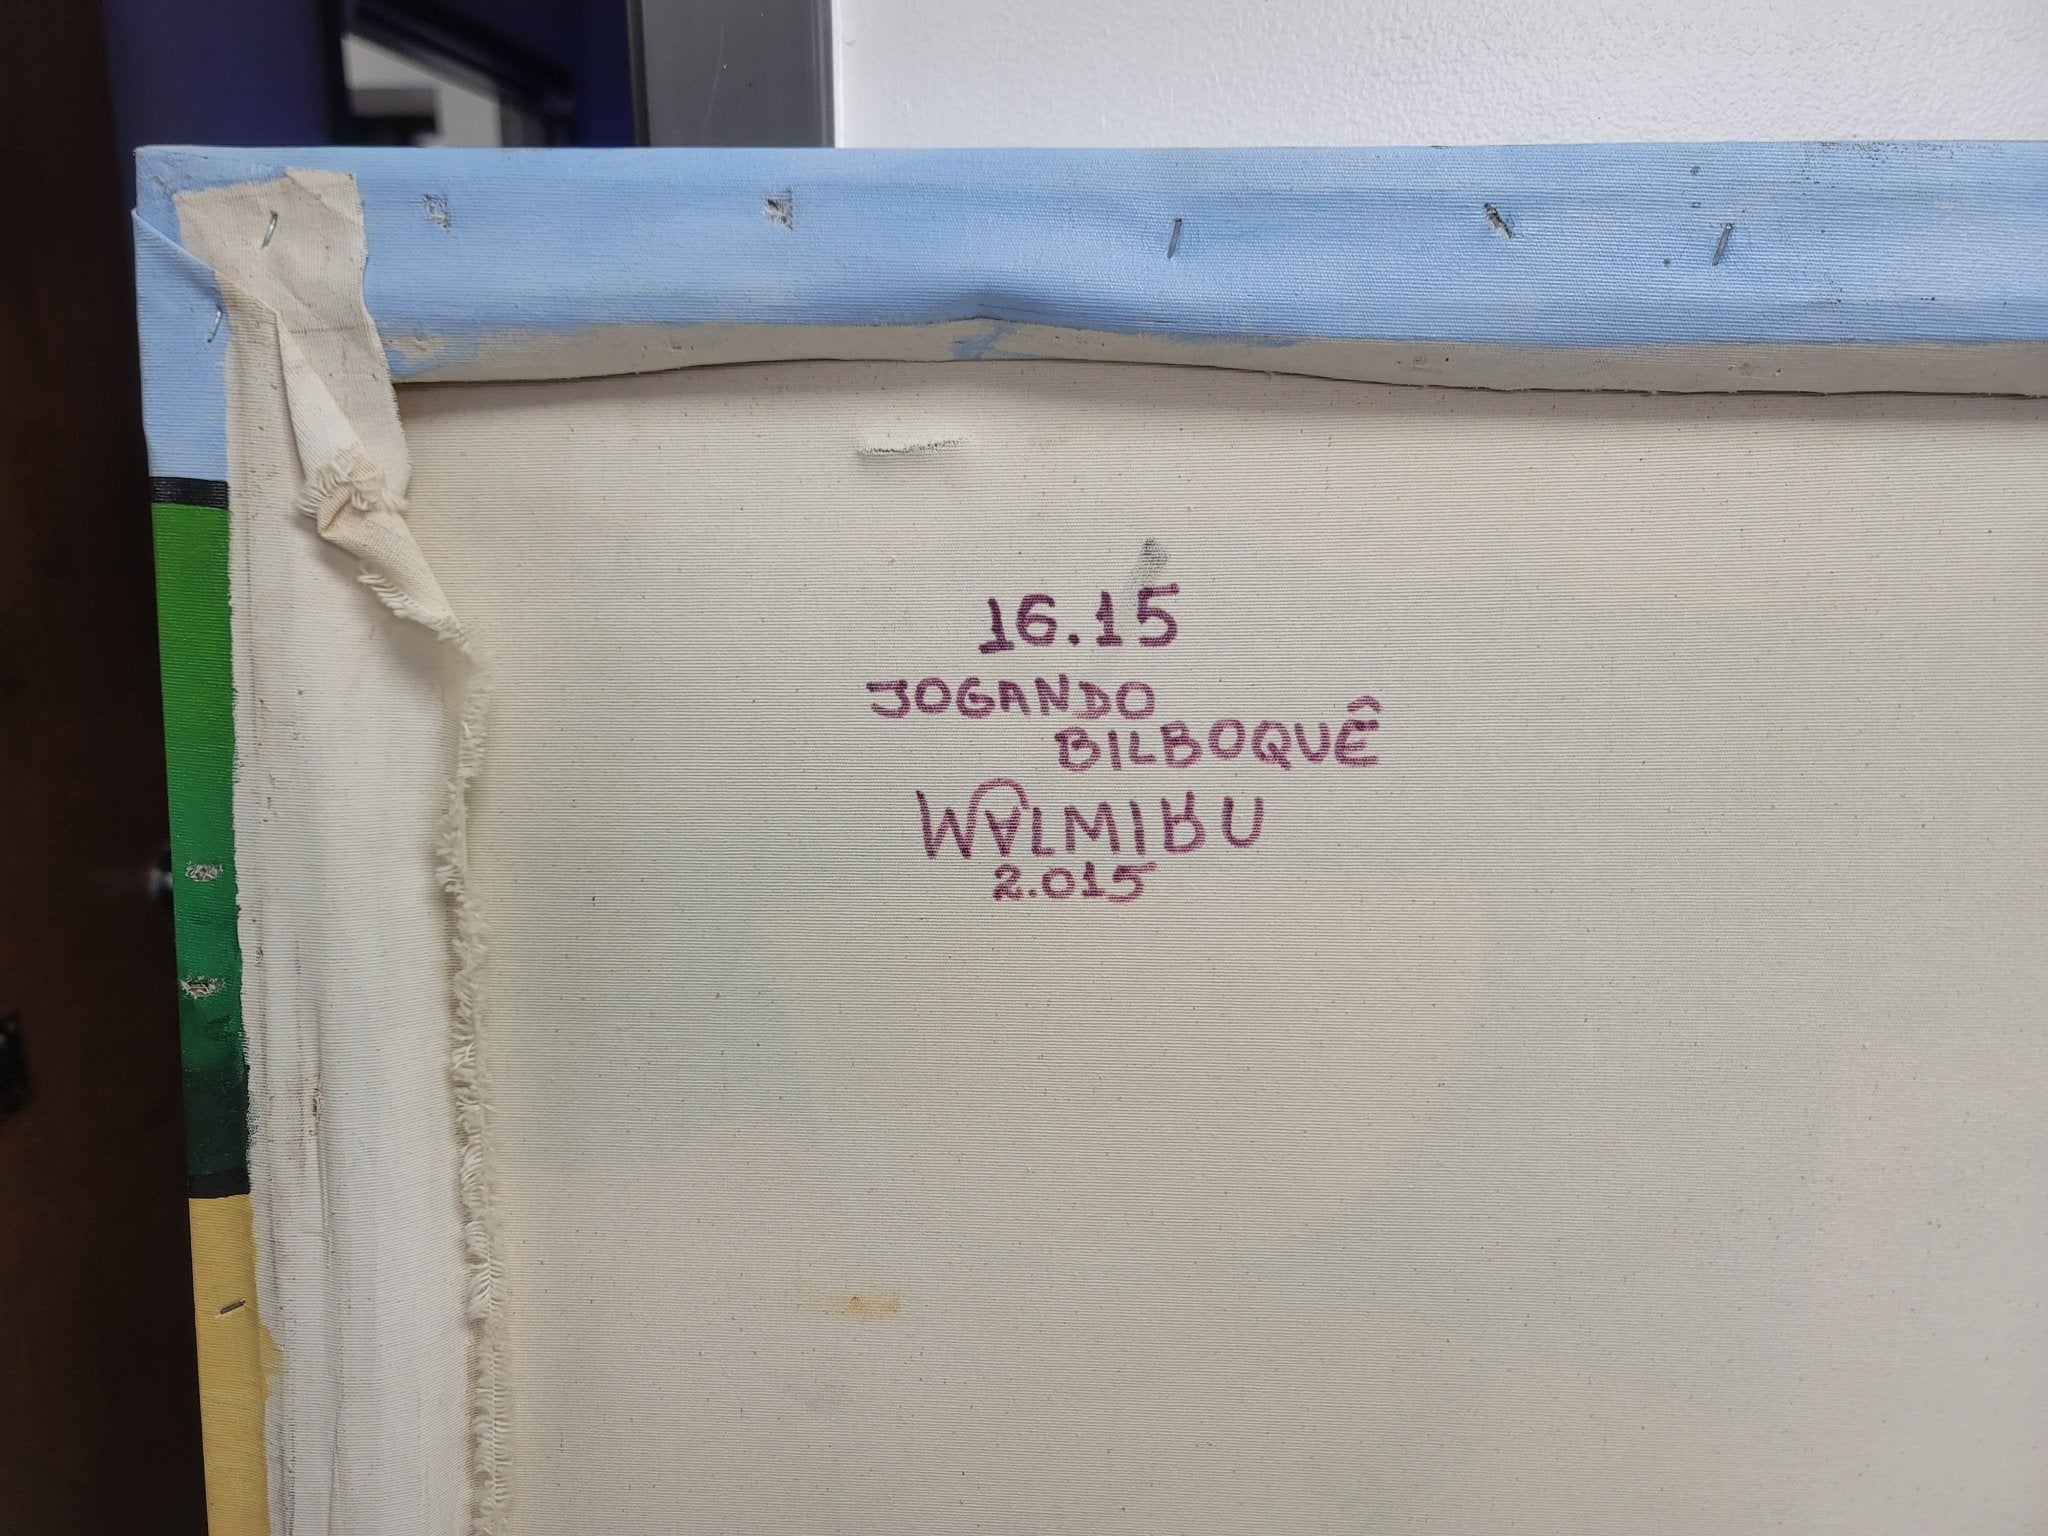 16.15
JOGANDO
BILBOQUÊ
WALMIRU
2.015